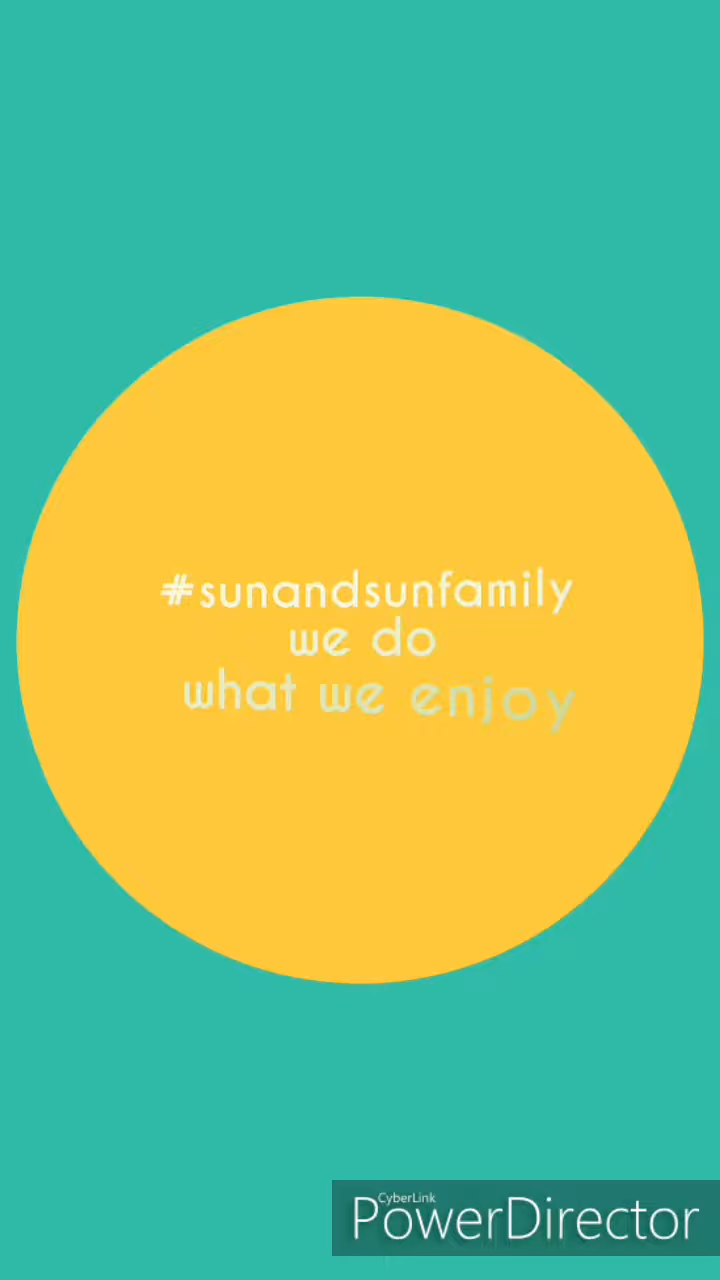 #sunandsunfamily
we do
what we enjoy
CyberLink
PowerDirector